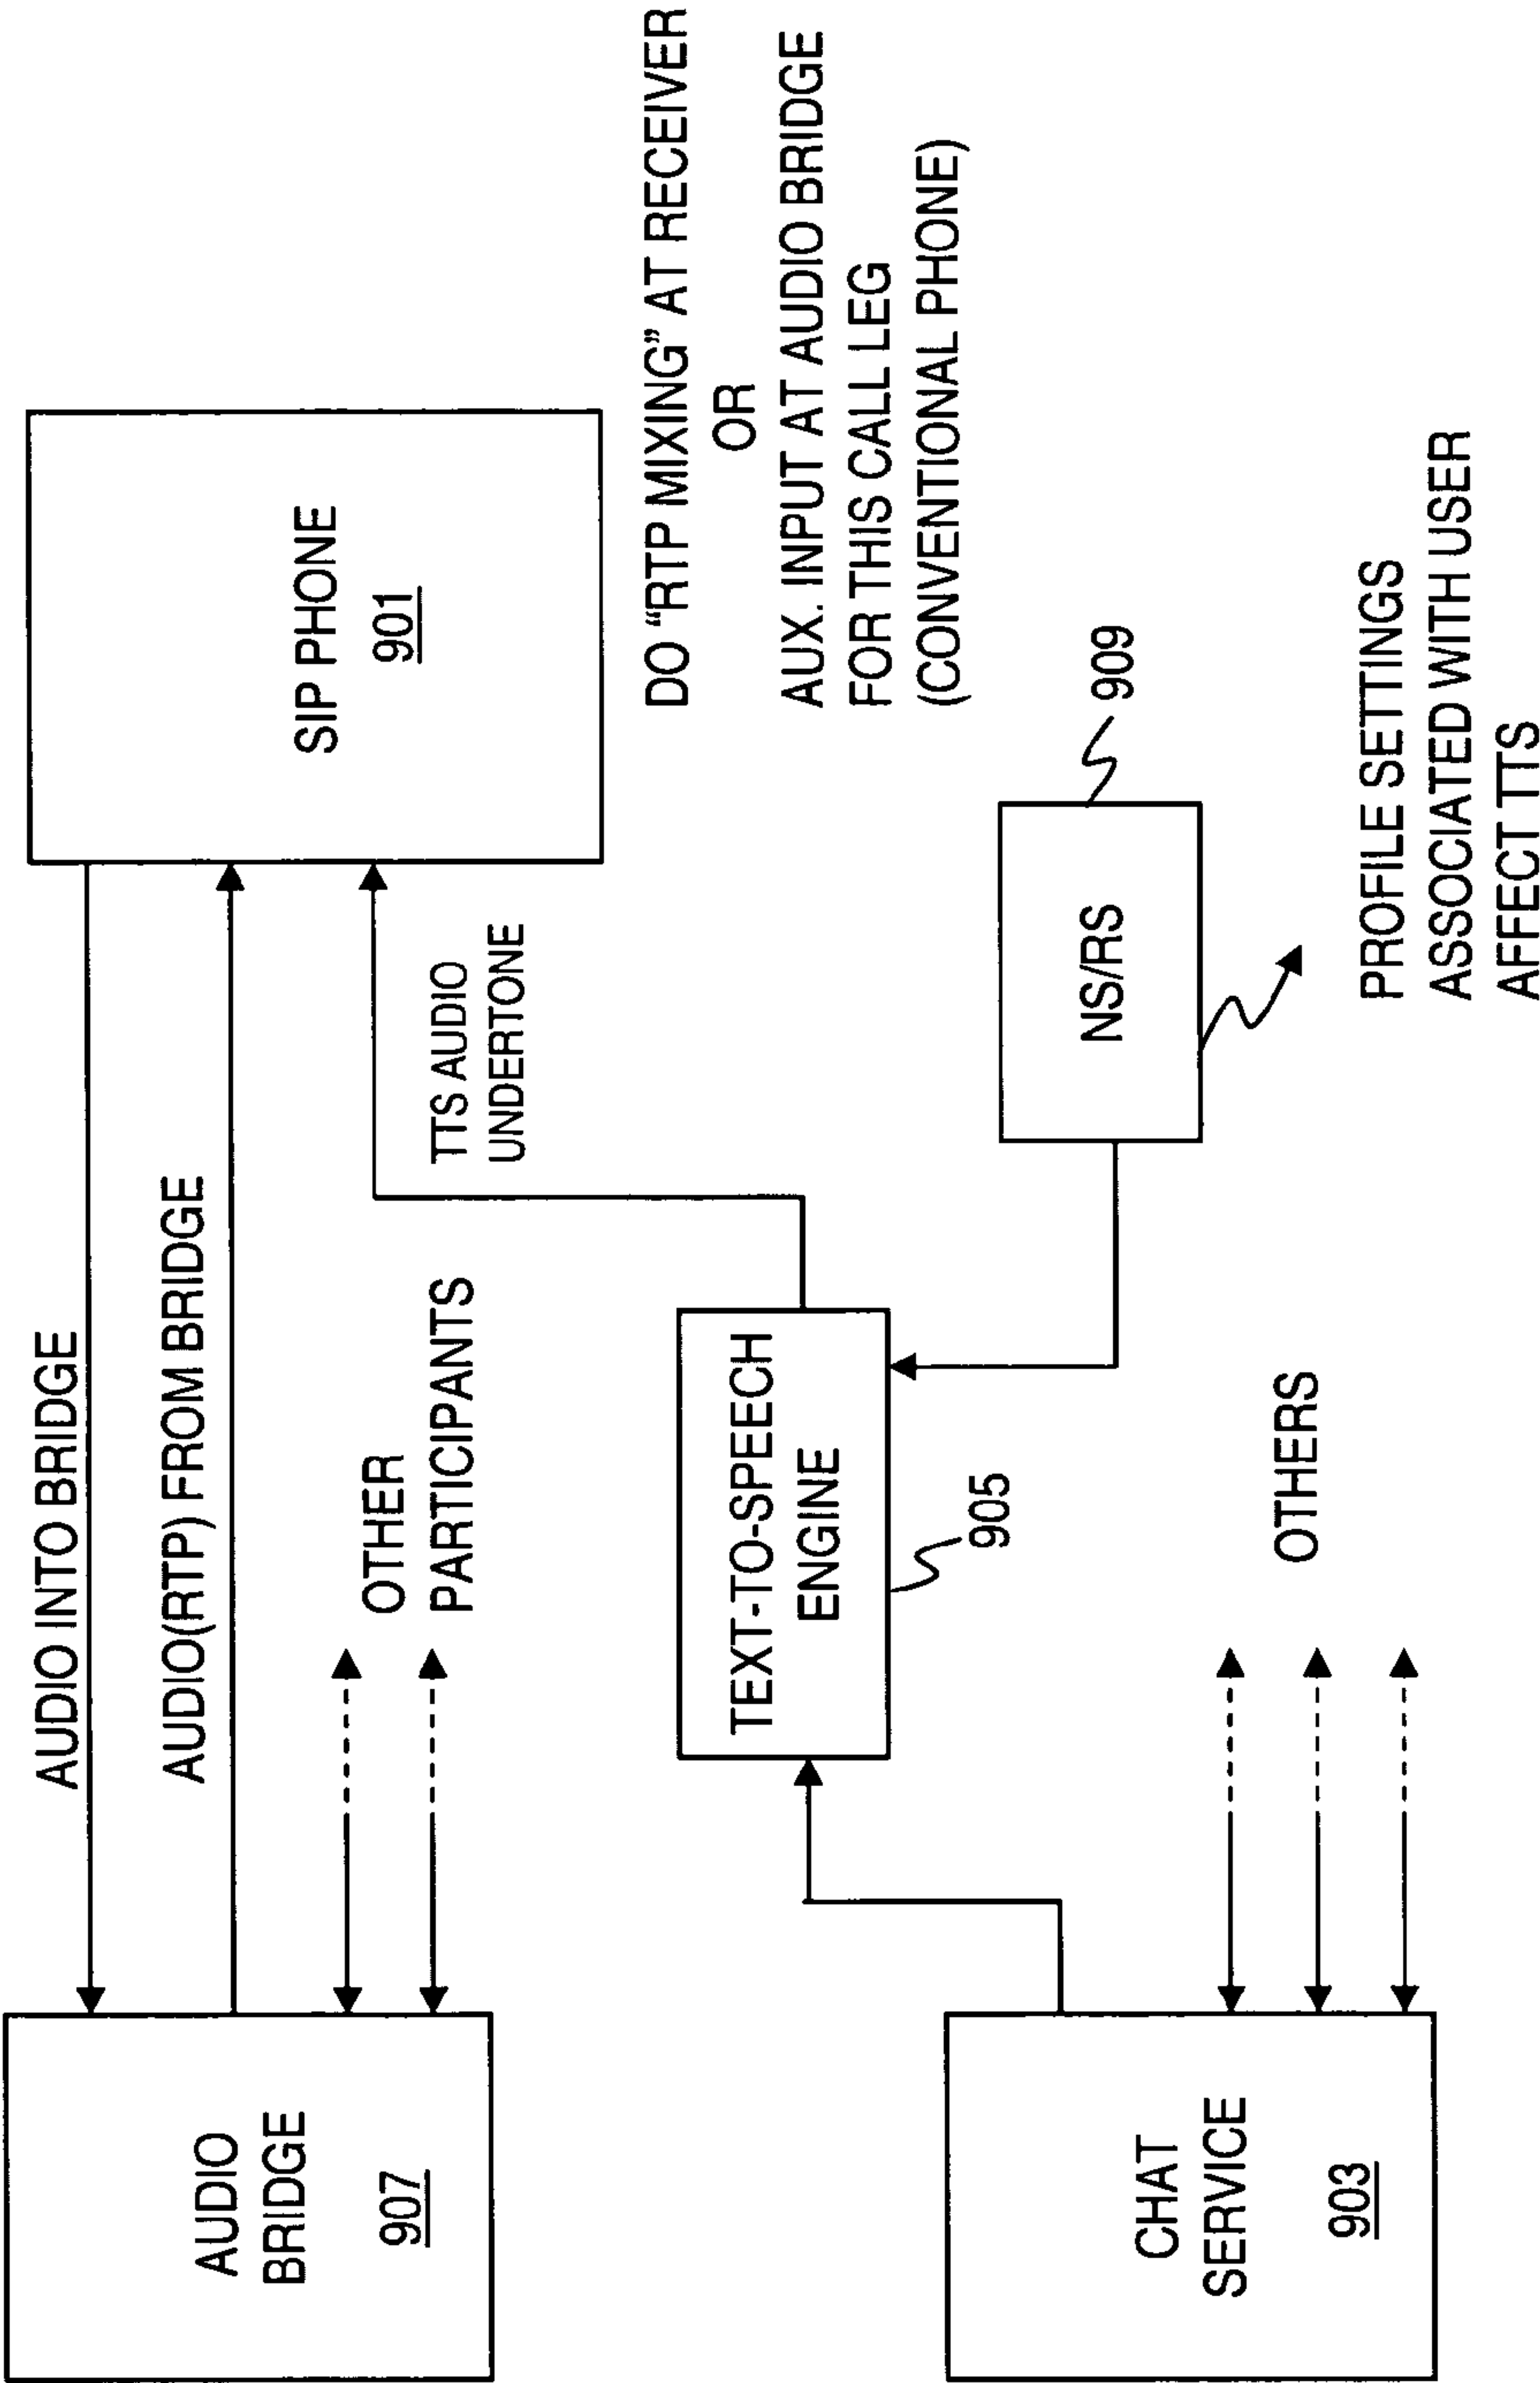 AUDIO
BRIDGE
907
AUDIO INTO BRIDGE
AUDIO(RTP) FROM BRIDGE
OTHER
PARTICIPANTS
SIP PHONE
901
TTS AUDIO
UNDERTONE
DO “RTP MIXING” AT RECEIVER
OR
AUX. INPUT AT AUDIO BRIDGE
FOR THIS CALL LEG
(CONVENTIONAL PHONE)
TEXT-TO-SPEECH
ENGINE
905
NS/RS
909
PROFILE SETTINGS
ASSOCIATED WITH USER
AFFECT TTS
CHAT
SERVICE
903
OTHERS